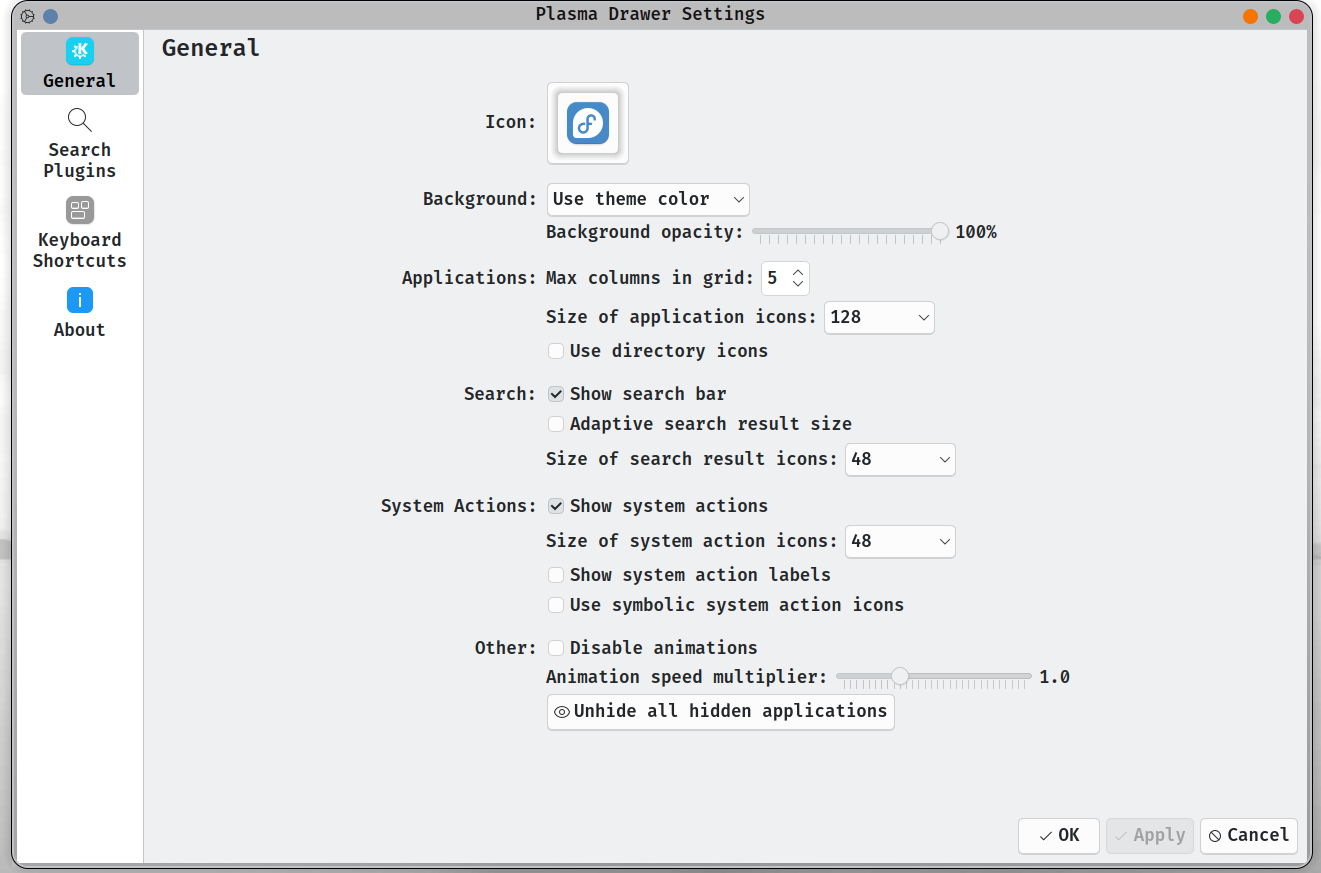 Plasma Drawer Settings
General
General
Search
Plugins
Keyboard
Shortcuts
About
Icon:
Background: Use theme color
Background opacity: 100%
Applications: Max columns in grid: 5
Size of application icons: 128
Use directory icons
Search: Show search bar
Adaptive search result size
Size of search result icons: 48
System Actions: Show system actions
Size of system action icons: 48
Show system action labels
Use symbolic system action icons
Other: Disable animations
Animation speed multiplier: 1.0
Unhide all hidden applications
OK Apply Cancel